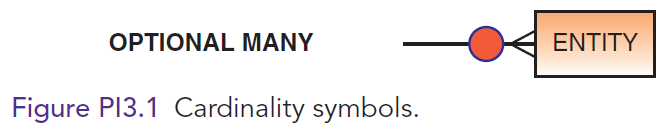 OPTIONAL MANY ENTITY
Figure PI3.1 Cardinality symbols.